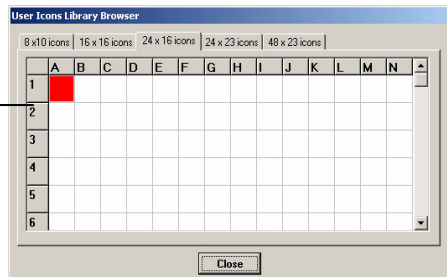 User Icons Library Browser
8 x10 icons 16 x 16 icons 24 x 16 icons 24 x 23 icons 48 x 23 icons
A B C D E F G H I J K L M N
1
2
3
4
5
6
Close